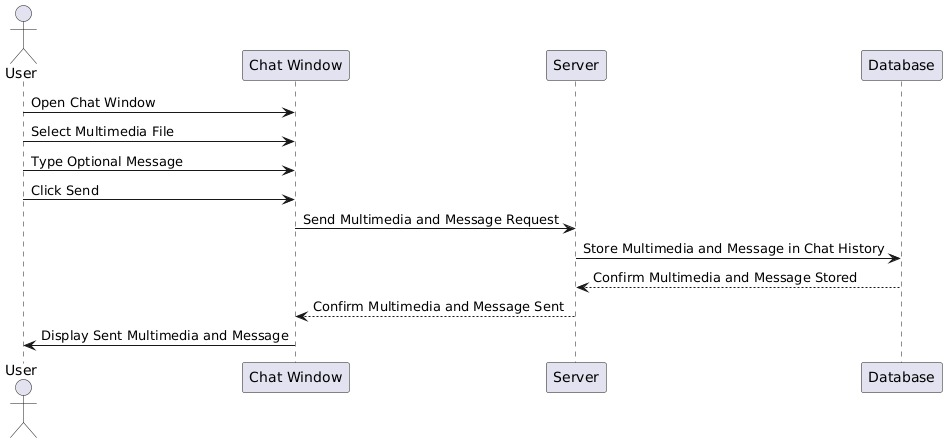 User
Chat Window
Server
Database
Open Chat Window
Select Multimedia File
Type Optional Message
Click Send
Send Multimedia and Message Request
Store Multimedia and Message in Chat History
Confirm Multimedia and Message Stored
Confirm Multimedia and Message Sent
Display Sent Multimedia and Message
User
Chat Window
Server
Database